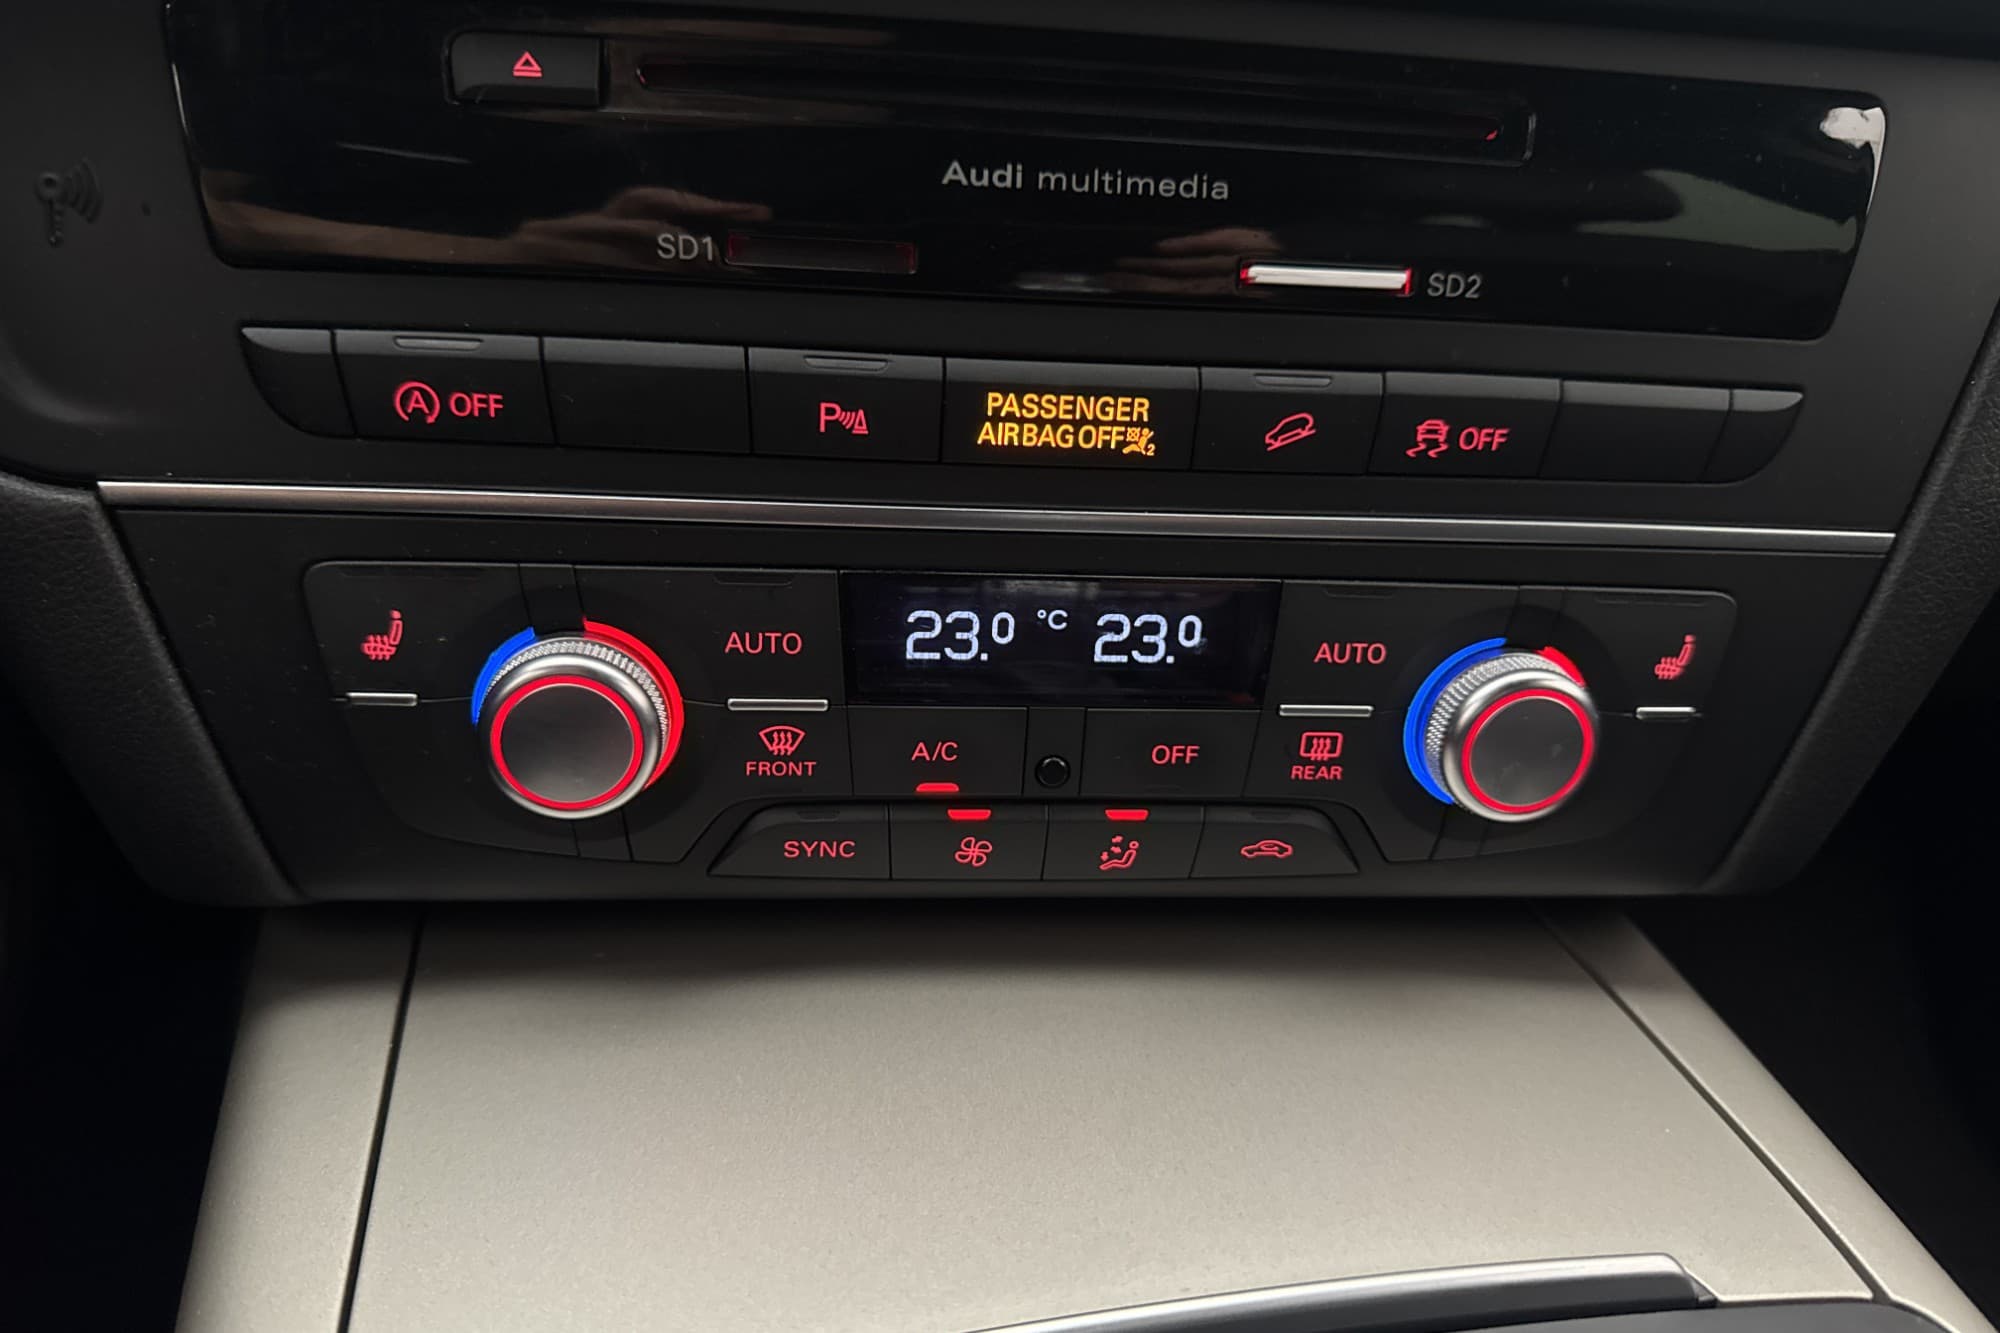 Audi multimedia
SD1
SD2
A OFF
P
PASSENGER
AIRBAG OFF 2
OFF
AUTO
23.0 °C 23.0
AUTO
FRONT
A/C
OFF
REAR
SYNC